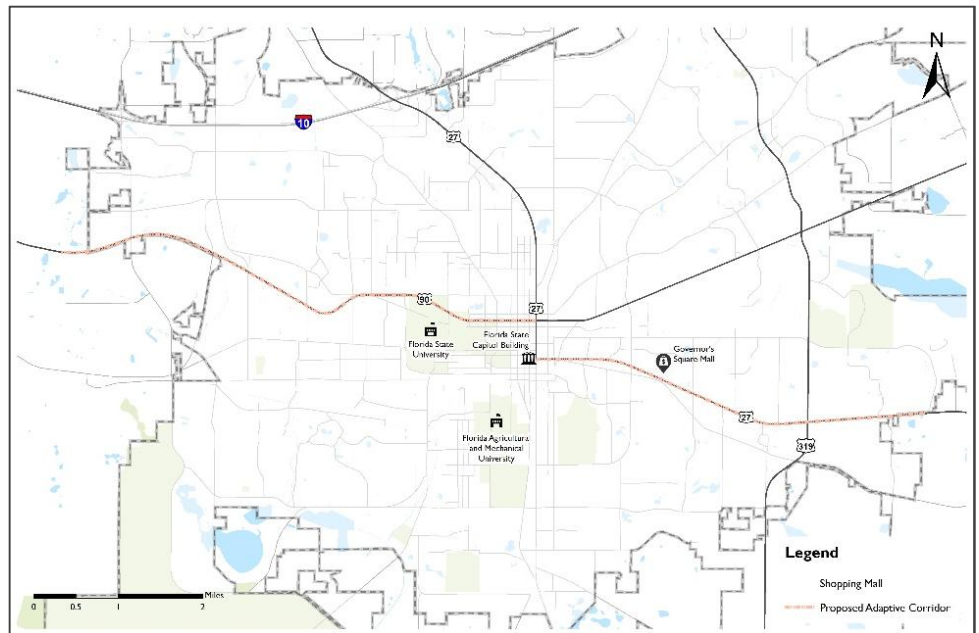 N
10
27
90
27
Florida State
University
Florida State
Capitol Building
Governor's
Square Mall
27
Florida Agricultura
and Mechanical
University
319
Legend
Shopping Mall
Proposed Adaptive Corridor
Miles
0 0.5 1 2